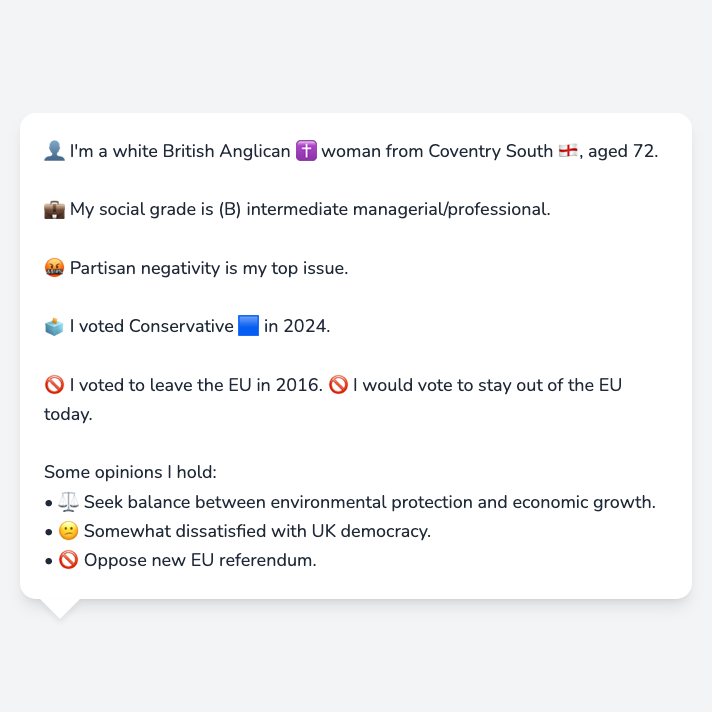 👤 I'm a white British Anglican ✝️ woman from Coventry South 🏴󠁧󠁢󠁥󠁮󠁧󠁿, aged 72.
💼 My social grade is (B) intermediate managerial/professional.
🤬 Partisan negativity is my top issue.
🗳️ I voted Conservative 🟦 in 2024.
🚫 I voted to leave the EU in 2016. 🚫 I would vote to stay out of the EU
today.
Some opinions I hold:
• ⚖️ Seek balance between environmental protection and economic growth.
• 🙁 Somewhat dissatisfied with UK democracy.
• 🚫 Oppose new EU referendum.